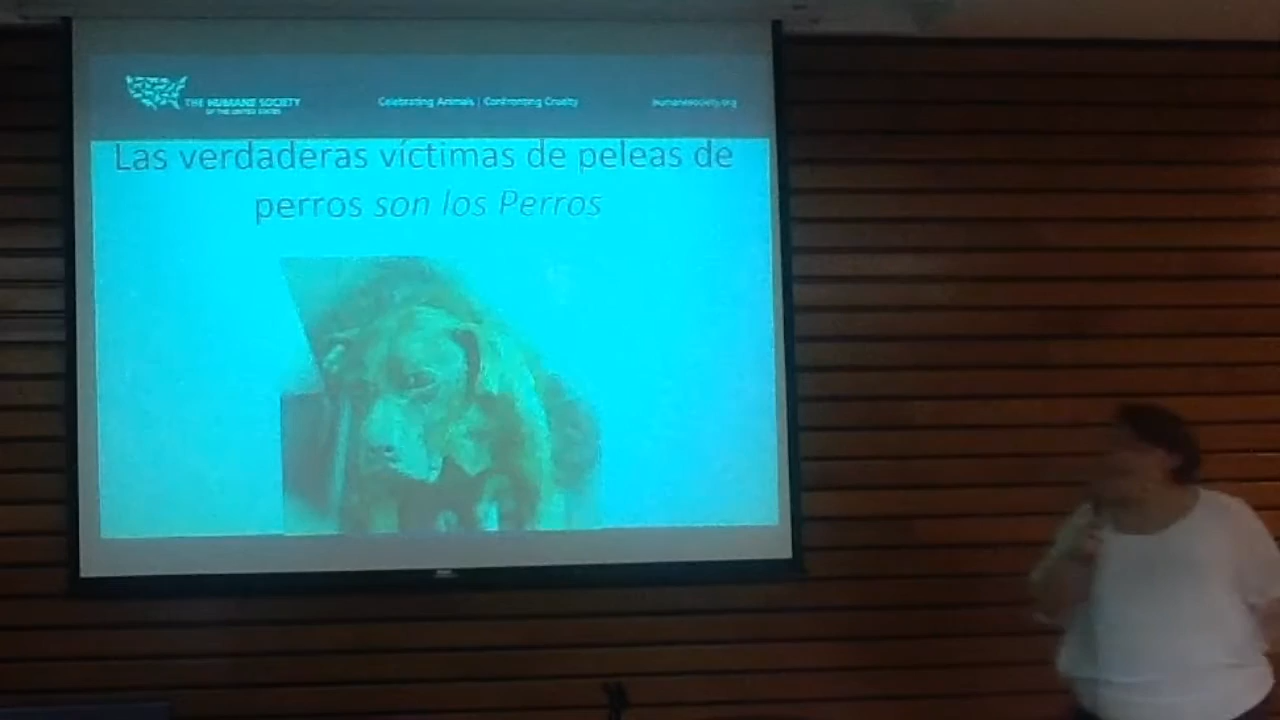 THE HUMANE SOCIETY
OF THE UNITED STATES
Celebrating Animals | Confronting Cruelty
humanesociety.org
Las verdaderas víctimas de peleas de
perros son los Perros